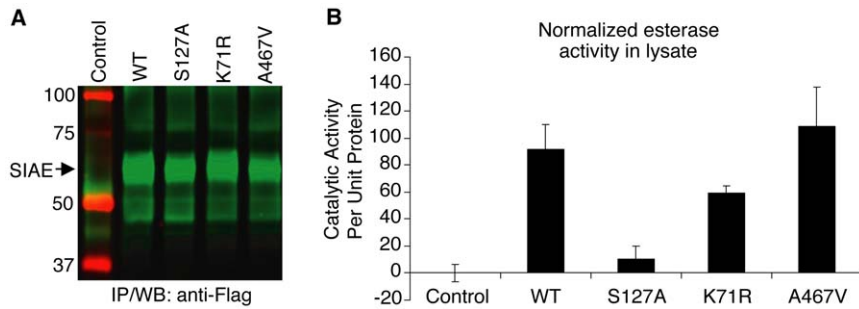 A
Control
WT
S127A
K71R
A467V
100
75
SIAE
50
37
IP/WB: anti-Flag
B
Normalized esterase
activity in lysate
Catalytic Activity
Per Unit Protein
160
140
120
100
80
60
40
20
0
-20
Control
WT
S127A
K71R
A467V